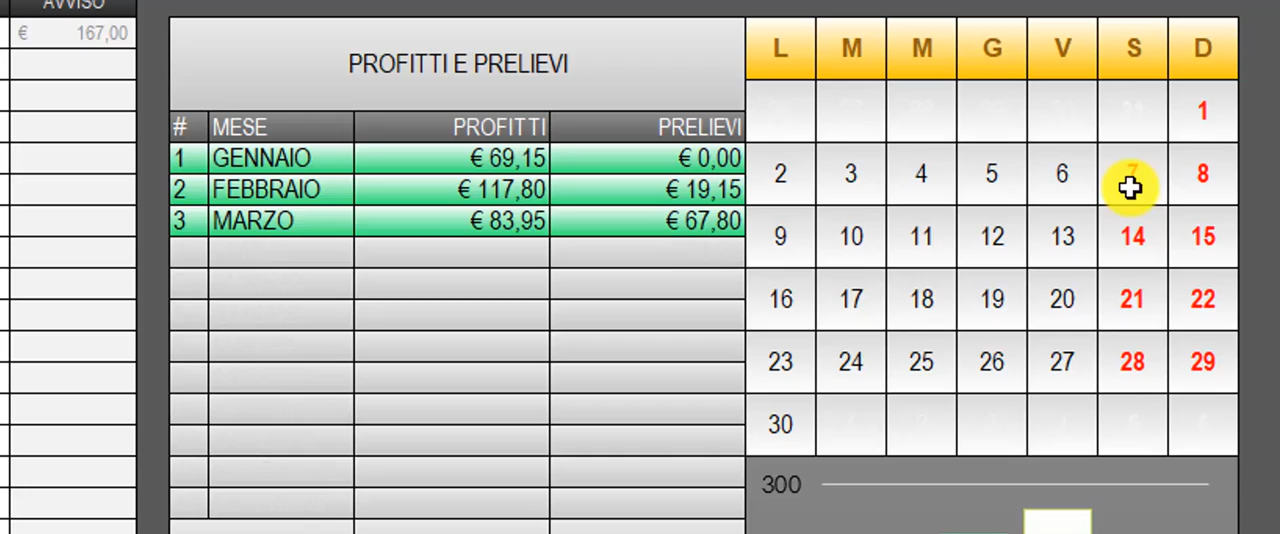 AVVISO
€ 167,00
PROFITTI E PRELIEVI
# MESE PROFITTI PRELIEVI
1 GENNAIO € 69,15 € 0,00
2 FEBBRAIO € 117,80 € 19,15
3 MARZO € 83,95 € 67,80
L M M G V S D
1
2 3 4 5 6 7 8
9 10 11 12 13 14 15
16 17 18 19 20 21 22
23 24 25 26 27 28 29
30
300